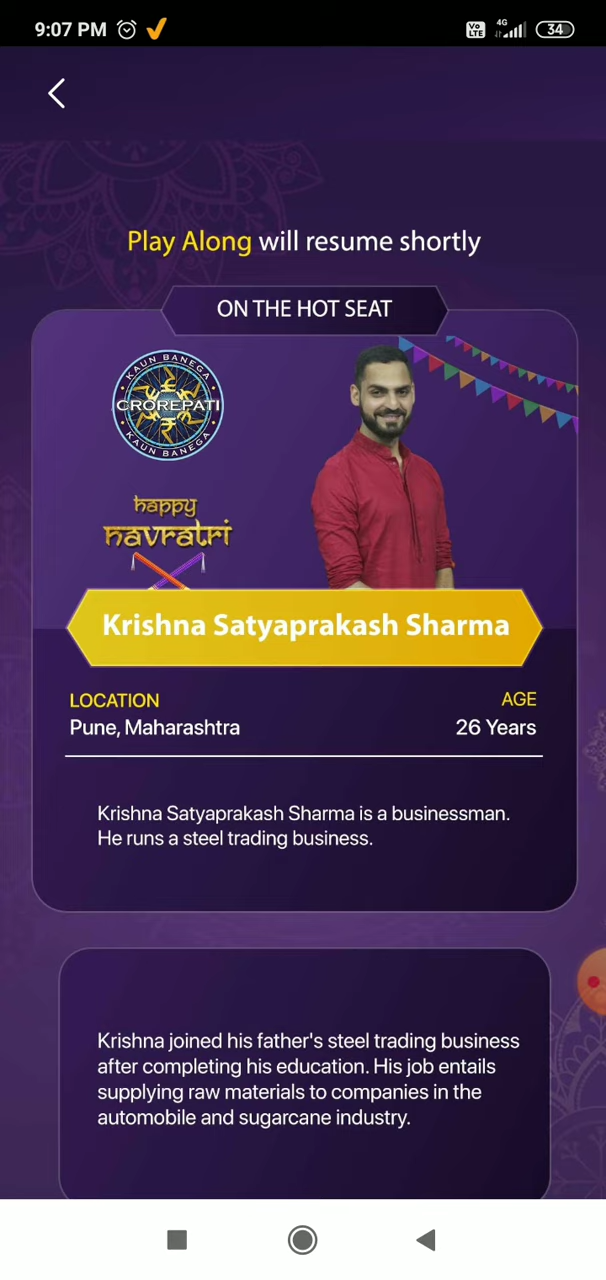 9:07 PM
Vo LTE 4G 34
Play Along will resume shortly
ON THE HOT SEAT
KAUN BANEGA
CROREPATI
KAUN BANEGA
happy
navratri
Krishna Satyaprakash Sharma
LOCATION AGE
Pune, Maharashtra 26 Years
Krishna Satyaprakash Sharma is a businessman.
He runs a steel trading business.
Krishna joined his father's steel trading business
after completing his education. His job entails
supplying raw materials to companies in the
automobile and sugarcane industry.